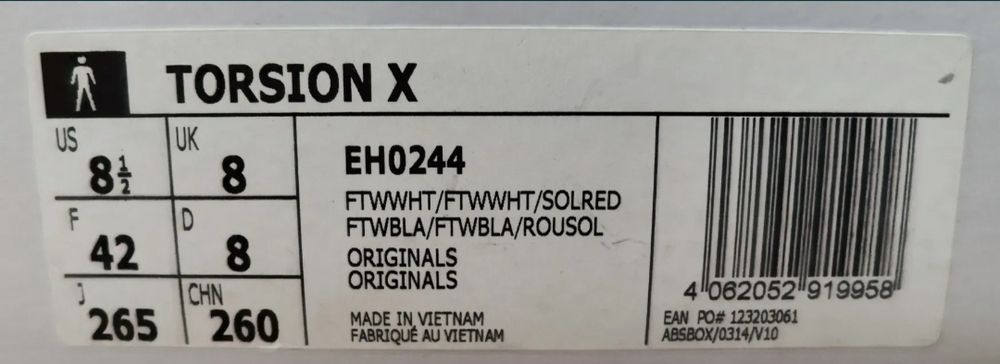 TORSION X
US 8½ UK 8
F 42 D 8
J 265 CHN 260
EH0244
FTWWHT/FTWWHT/SOLRED
FTWBLA/FTWBLA/ROUSOL
ORIGINALS
ORIGINALS
MADE IN VIETNAM
FABRIQUÉ AU VIETNAM
4 062052 919958
EAN PO# 123203061
ABSBOX/0314/V10